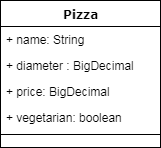 Pizza
+ name: String
+ diameter : BigDecimal
+ price: BigDecimal
+ vegetarian: boolean